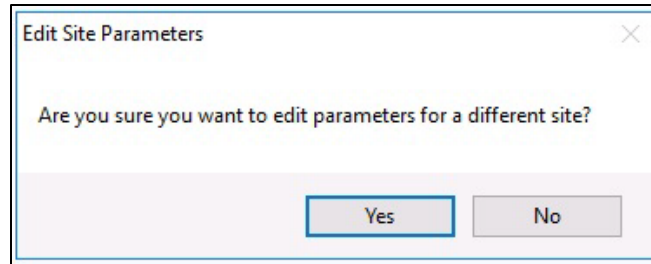 Edit Site Parameters
Are you sure you want to edit parameters for a different site?
Yes No